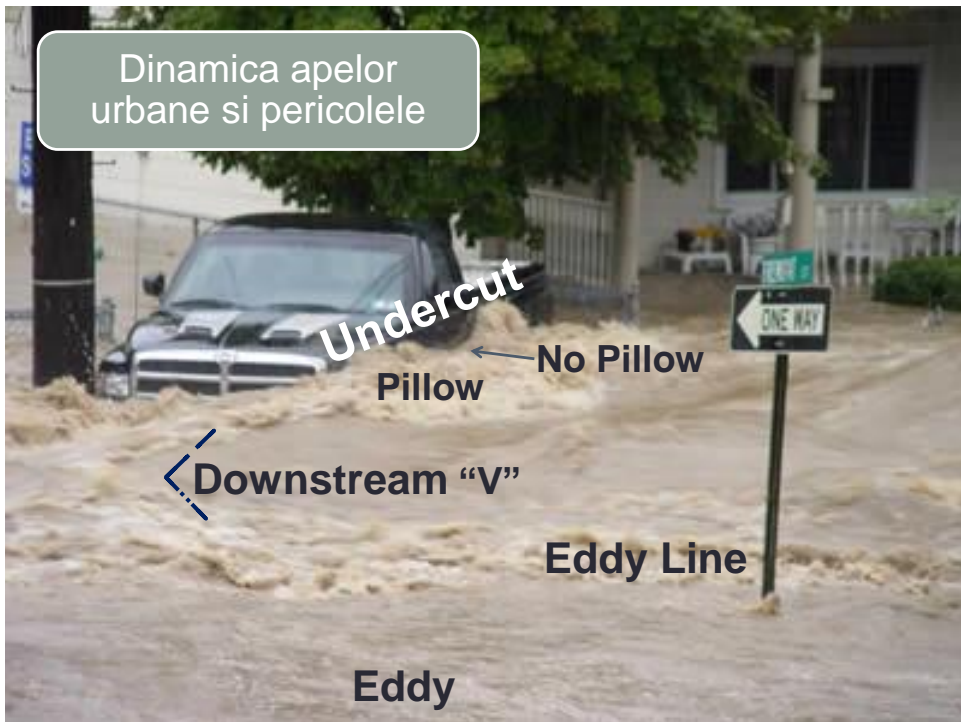 Dinamica apelor
urbane si pericolele
Undercut
No Pillow
Pillow
ONE WAY
Downstream “V”
Eddy Line
Eddy